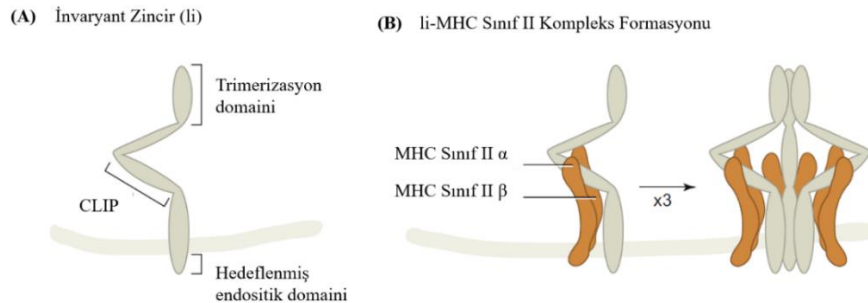 (A) İnvaryant Zincir (li)
Trimerizasyon
domaini
CLIP
Hedeflenmiş
endositik domaini
(B) li-MHC Sınıf II Kompleks Formasyonu
MHC Sınıf II α
MHC Sınıf II β
x3